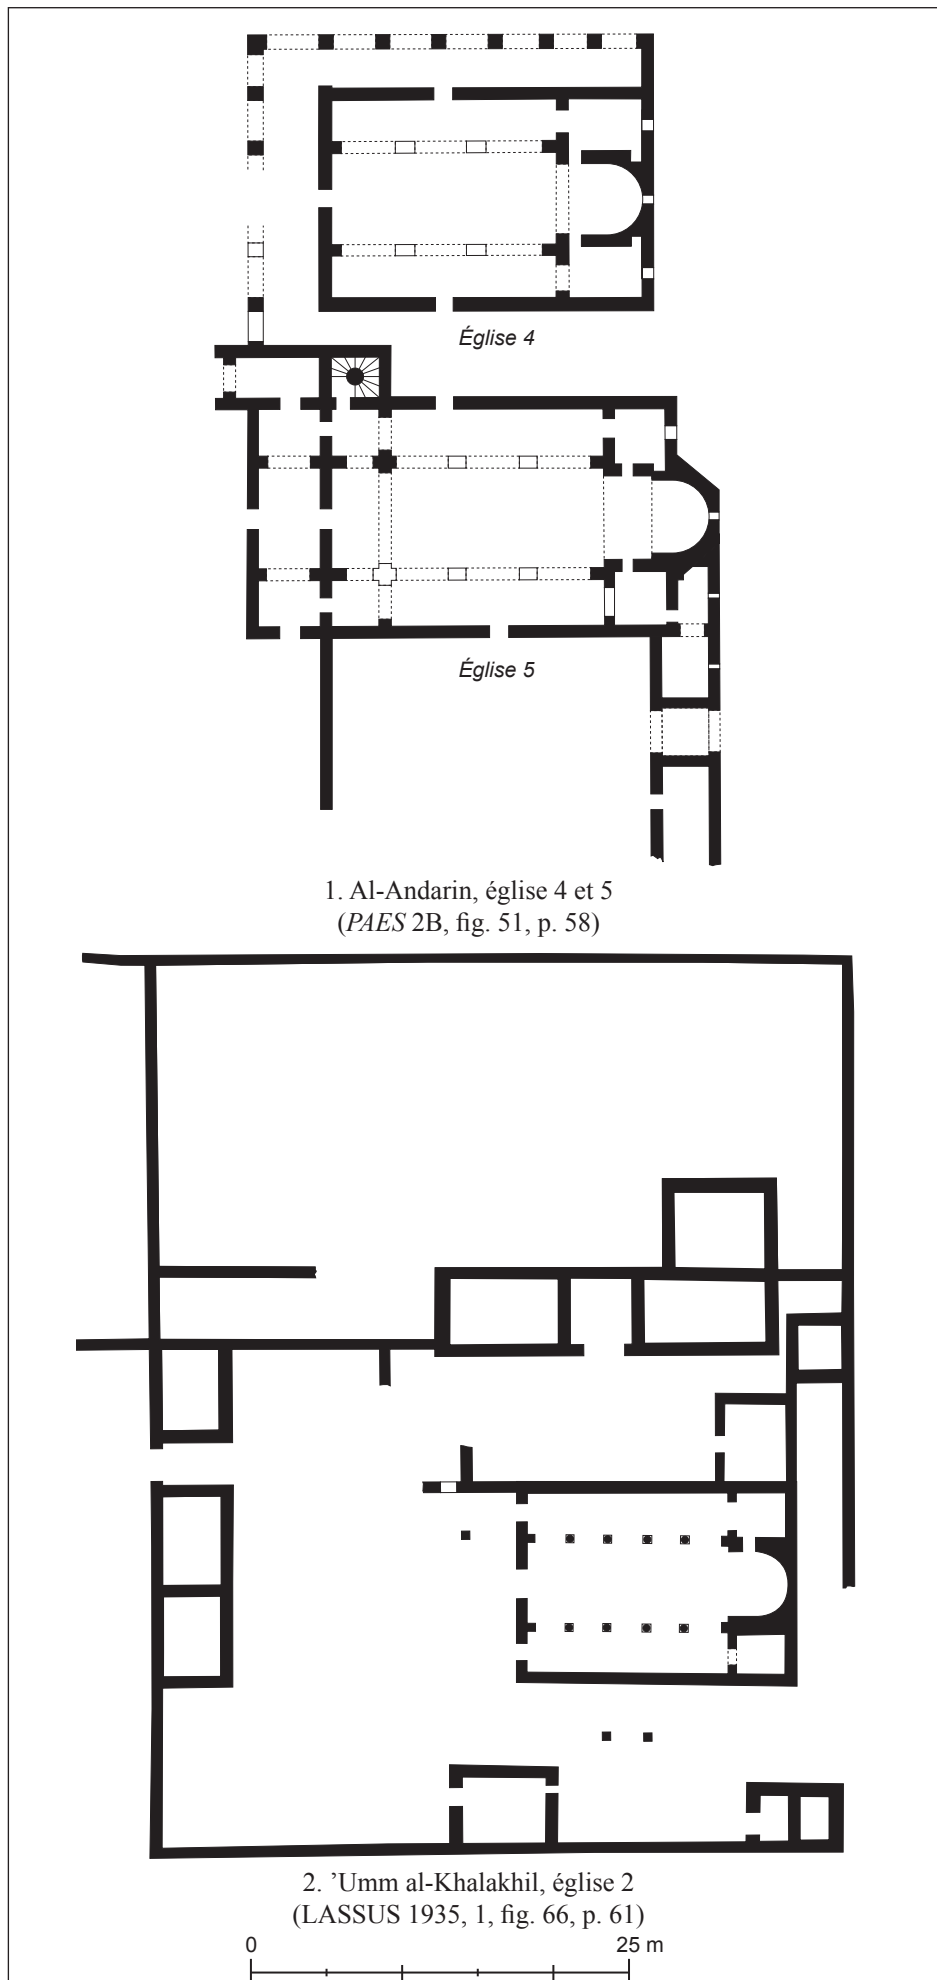 Église 4
Église 5
1. Al-Andarin, église 4 et 5
(PAES 2B, fig. 51, p. 58)
2. ’Umm al-Khalakhil, église 2
(LASSUS 1935, 1, fig. 66, p. 61)
0 25 m